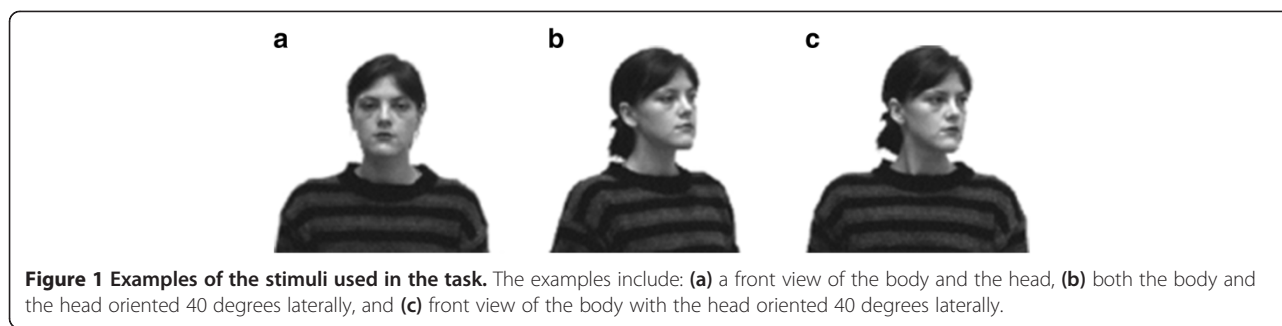 a b c
Figure 1 Examples of the stimuli used in the task. The examples include: (a) a front view of the body and the head, (b) both the body and
the head oriented 40 degrees laterally, and (c) front view of the body with the head oriented 40 degrees laterally.